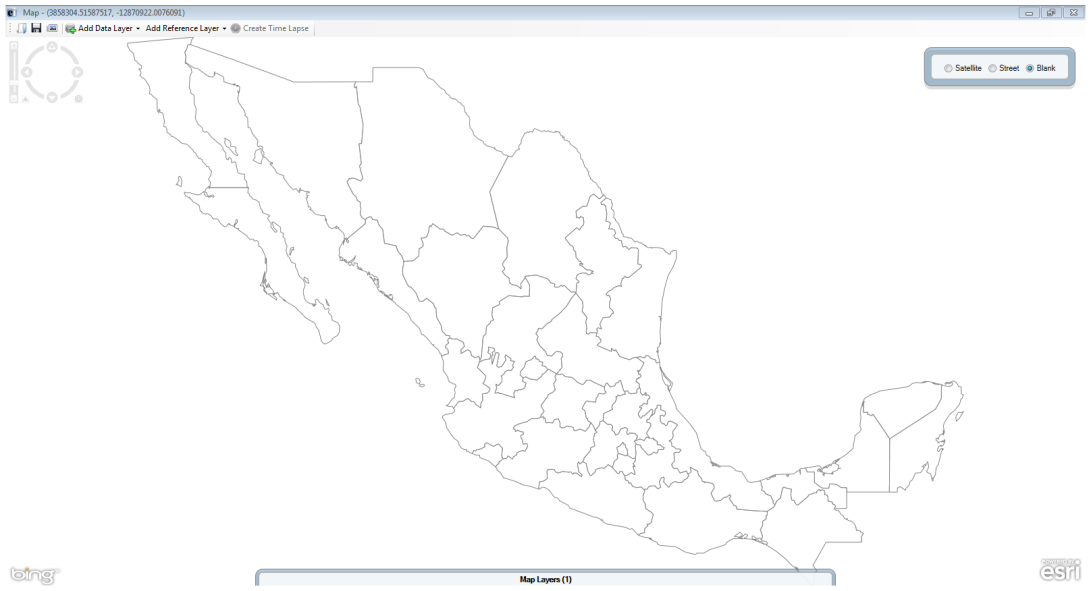 Map - (3858304.51587517, -12870922.0076091)
Add Data Layer Add Reference Layer Create Time Lapse
Satellite Street Blank
bing
Map Layers (1)
esri